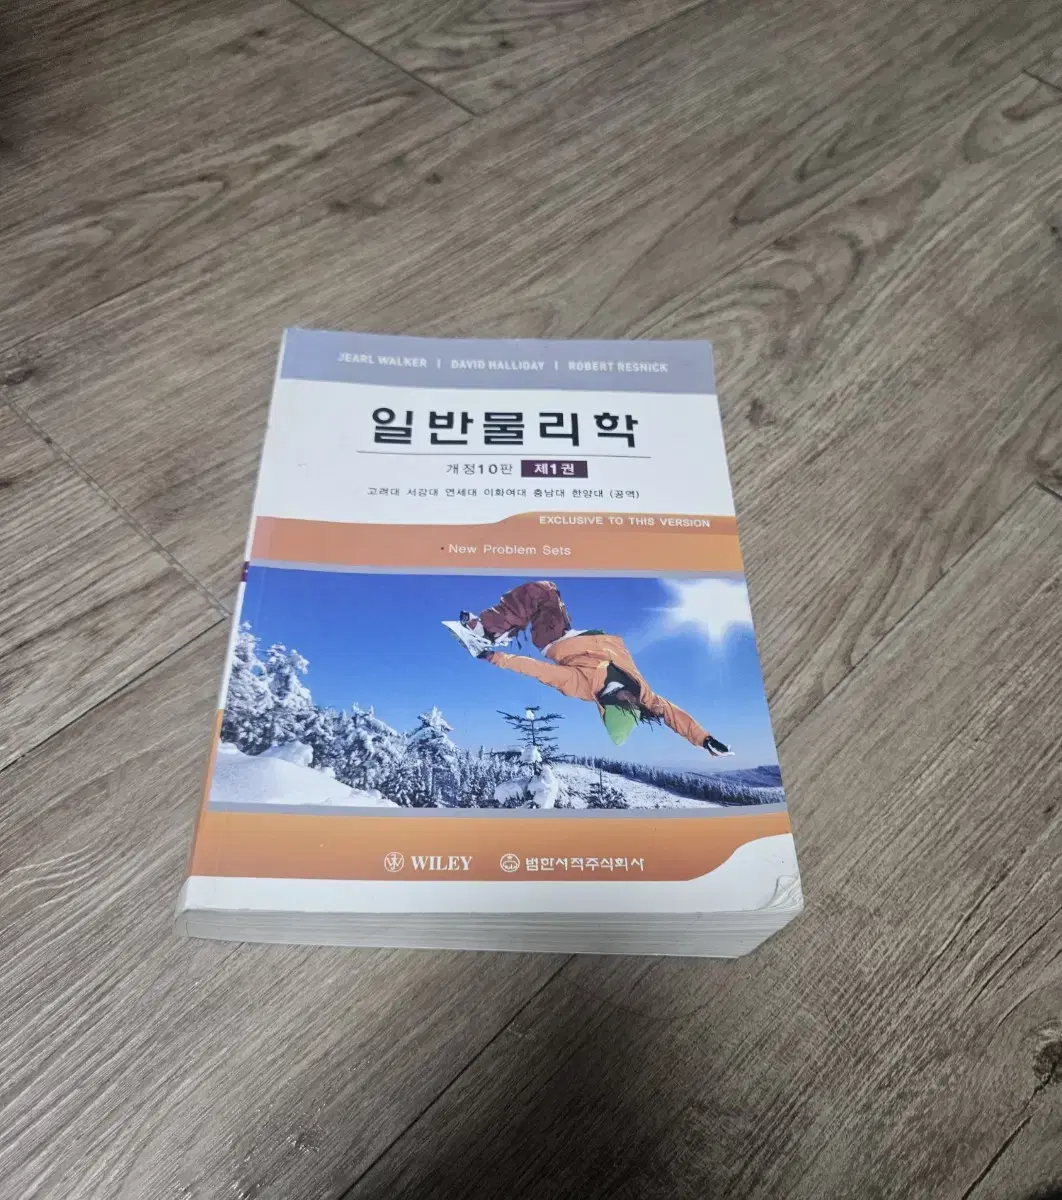 JEARL WALKER | DAVID HALLIDAY | ROBERT RESNICK
일반물리학
개정10판 제1권
고려대 서강대 연세대 이화여대 충남대 한양대 (공역)
EXCLUSIVE TO THIS VERSION
• New Problem Sets
WILEY 범한서적주식회사